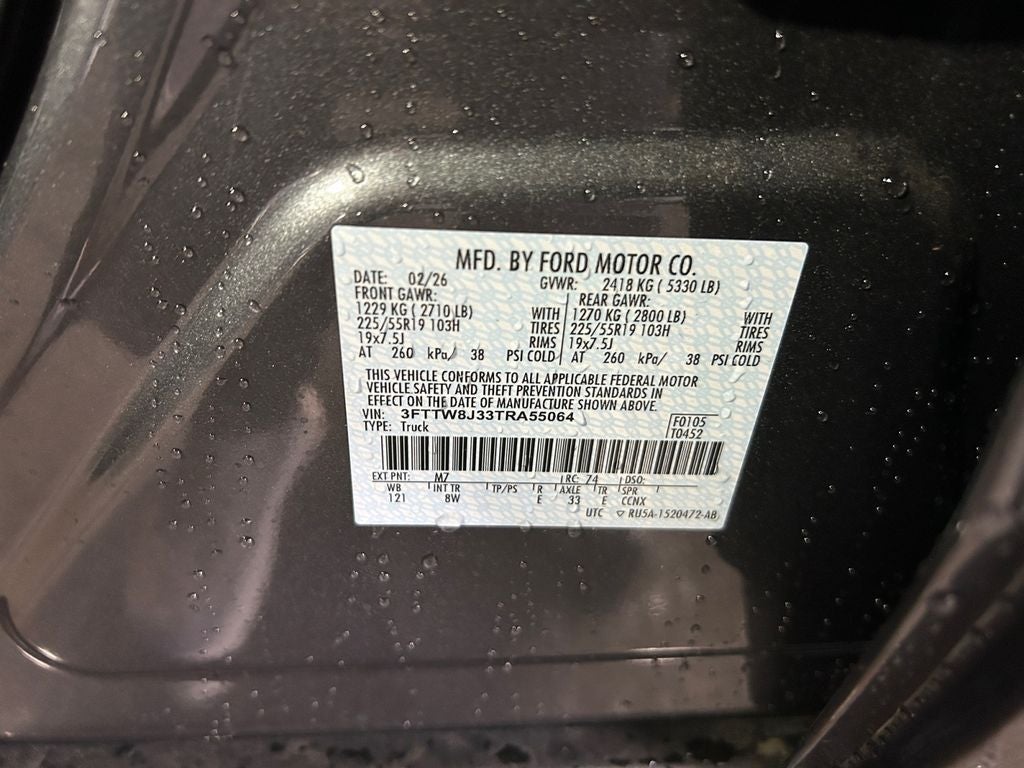 MFD. BY FORD MOTOR CO.
DATE: 02/26 GVWR: 2418 KG ( 5330 LB)
FRONT GAWR: REAR GAWR:
1229 KG ( 2710 LB) WITH 1270 KG ( 2800 LB) WITH
225/55R19 103H TIRES 225/55R19 103H TIRES
19x7.5J RIMS 19x7.5J RIMS
AT 260 kPa/ 38 PSI COLD AT 260 kPa/ 38 PSI COLD
THIS VEHICLE CONFORMS TO ALL APPLICABLE FEDERAL MOTOR
VEHICLE SAFETY AND THEFT PREVENTION STANDARDS IN
EFFECT ON THE DATE OF MANUFACTURE SHOWN ABOVE.
VIN: 3FTTW8J33TRA55064 F0105
TYPE: Truck T0452
EXT PNT: M7 RC: 74 DSO:
WB INT TR TP/PS R AXLE TR SPR
121 8W E 33 E CCNX
UTC ▽ RU5A-1520472-AB